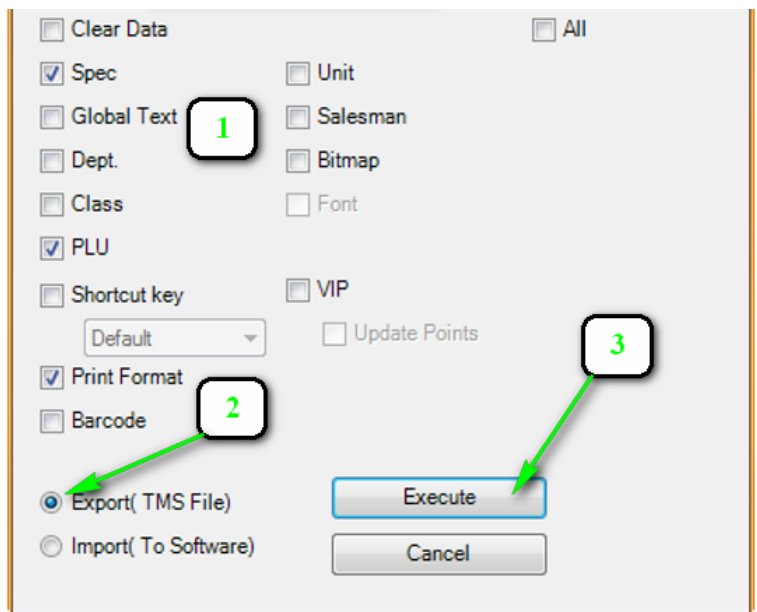 Clear Data All
Spec Unit
Global Text 1 Salesman
Dept. Bitmap
Class Font
PLU
Shortcut key VIP
Default Update Points 3
Print Format
Barcode 2
Export( TMS File) Execute
Import( To Software) Cancel